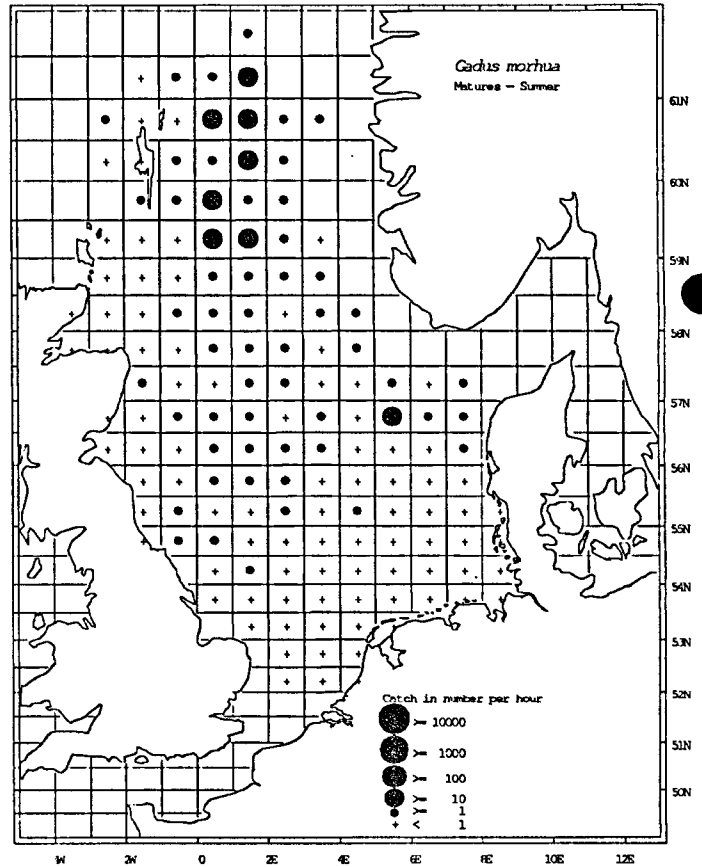 Gadus morhua
Matures - Summer
61N
60N
59N
58N
57N
56N
55N
54N
53N
52N
51N
50N
Catch in number per hour
>= 10000
>= 1000
>= 100
>= 10
>= 1
< 1
4W 2W 0 2E 4E 6E 8E 10E 12E